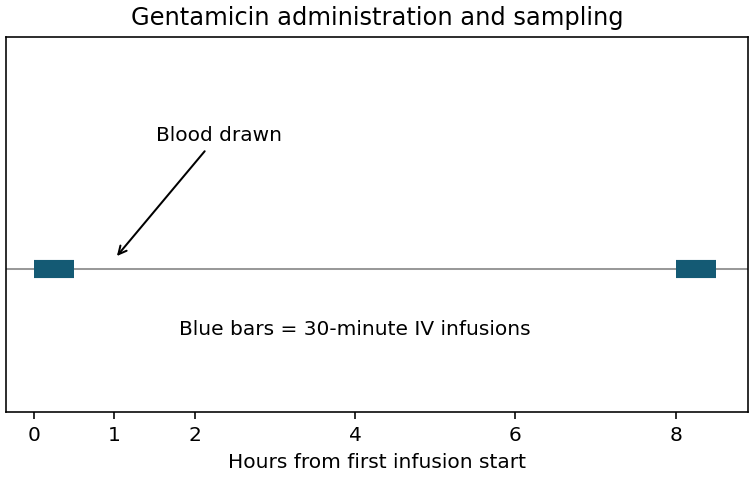 Gentamicin administration and sampling
Blood drawn
Blue bars = 30-minute IV infusions
0 1 2 4 6 8
Hours from first infusion start